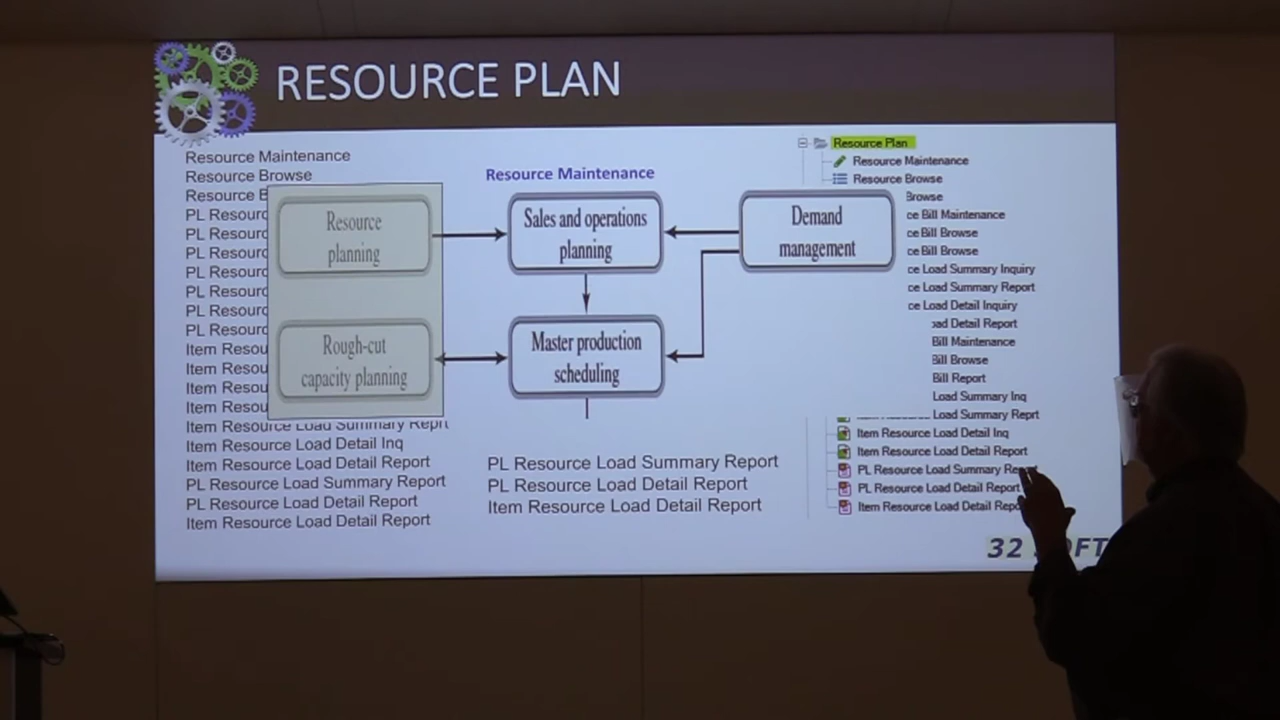 RESOURCE PLAN
Resource Maintenance
Resource Browse
Resource B
PL Resourc
PL Resourc
PL Resourc
PL Resourc
PL Resourc
PL Resourc
PL Resourc
Item Resou
Item Resou
Item Resou
Item Resou
Item Resource Load Summary Reprt
Item Resource Load Detail Inq
Item Resource Load Detail Report
PL Resource Load Summary Report
PL Resource Load Detail Report
Item Resource Load Detail Report
Resource
planning
Rough-cut
capacity planning
Resource Maintenance
Sales and operations
planning
Master production
scheduling
Demand
management
PL Resource Load Summary Report
PL Resource Load Detail Report
Item Resource Load Detail Report
Resource Plan
Resource Maintenance
Resource Browse
Browse
ce Bill Maintenance
ce Bill Browse
ce Bill Browse
ce Load Summary Inquiry
ce Load Summary Report
ce Load Detail Inquiry
ad Detail Report
Bill Maintenance
Bill Browse
Bill Report
Load Summary Inq
Load Summary Reprt
Item Resource Load Detail Inq
Item Resource Load Detail Report
PL Resource Load Summary Report
PL Resource Load Detail Report
Item Resource Load Detail Repo
32 SOFT